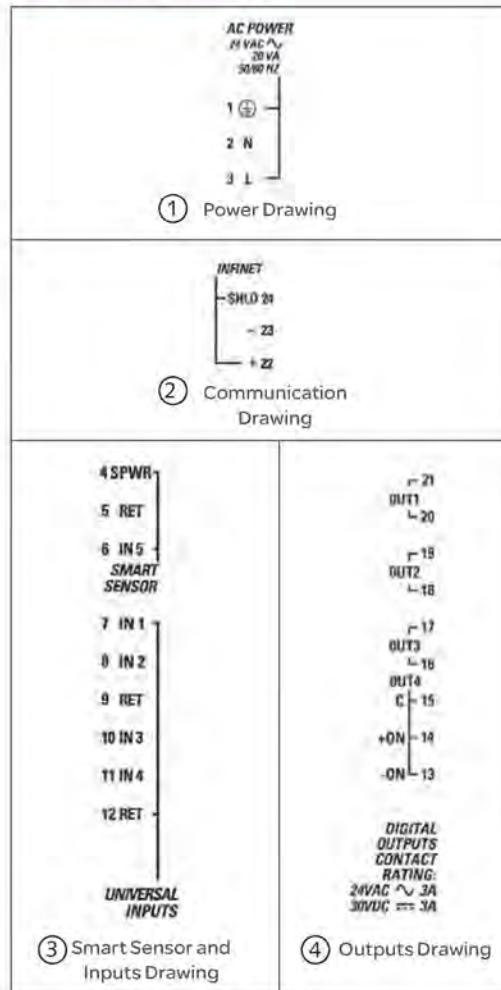 AC POWER
24 VAC ∿
20 VA
50/60 HZ
1 ⏚
2 N
3 L
① Power Drawing
INFINET
SHLD 24
- 23
+ 22
② Communication
Drawing
4 SPWR
5 RET
6 IN 5
SMART
SENSOR
7 IN 1
8 IN 2
9 RET
10 IN 3
11 IN 4
12 RET
UNIVERSAL
INPUTS
③ Smart Sensor and
Inputs Drawing
21
OUT1
20
19
OUT2
18
17
OUT3
16
OUT4
C 15
+ON 14
-ON 13
DIGITAL
OUTPUTS
CONTACT
RATING:
24VAC ∿ 3A
30VDC ⎓ 3A
④ Outputs Drawing